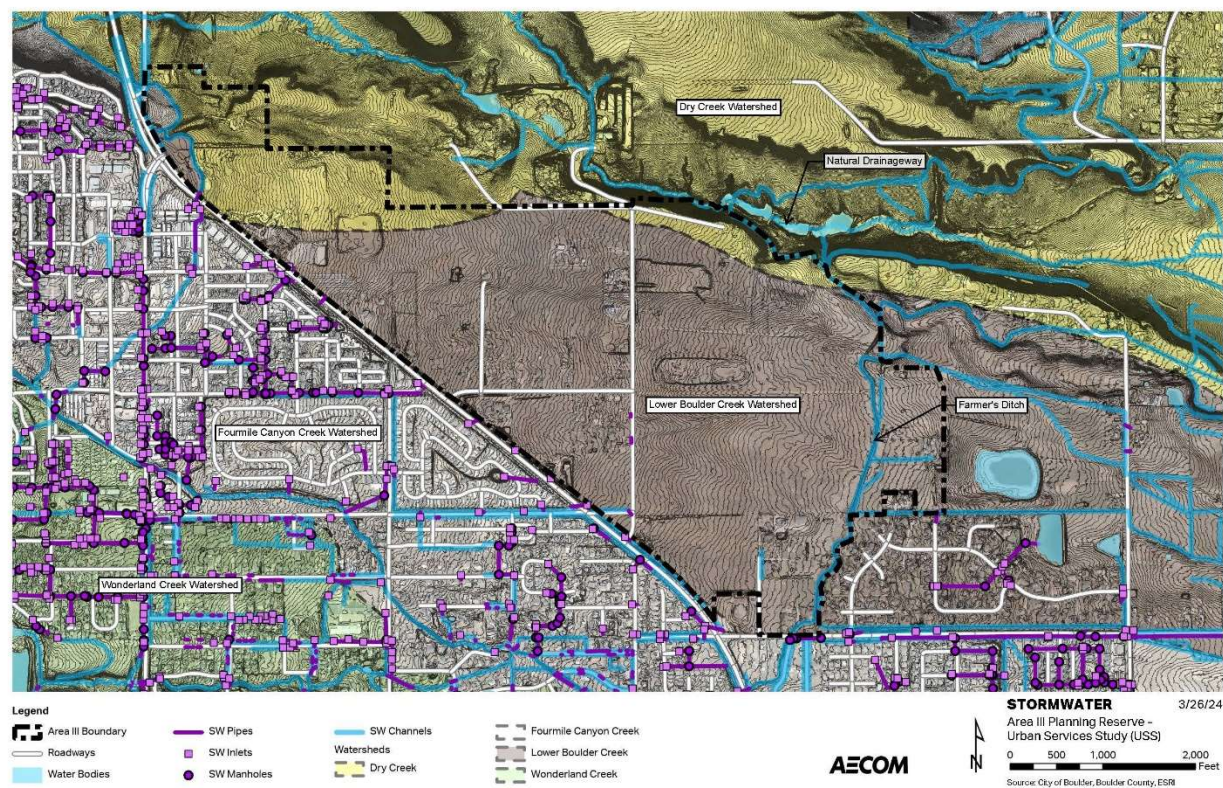 Dry Creek Watershed
Natural Drainageway
Lower Boulder Creek Watershed
Farmer's Ditch
Fourmile Canyon Creek Watershed
Wonderland Creek Watershed
Legend
Area III Boundary
Roadways
Water Bodies
SW Pipes
SW Inlets
SW Manholes
SW Channels
Watersheds
Dry Creek
Fourmile Canyon Creek
Lower Boulder Creek
Wonderland Creek
AECOM
N
STORMWATER 3/26/24
Area III Planning Reserve -
Urban Services Study (USS)
0 500 1,000 2,000
Feet
Source: City of Boulder, Boulder County, ESRI